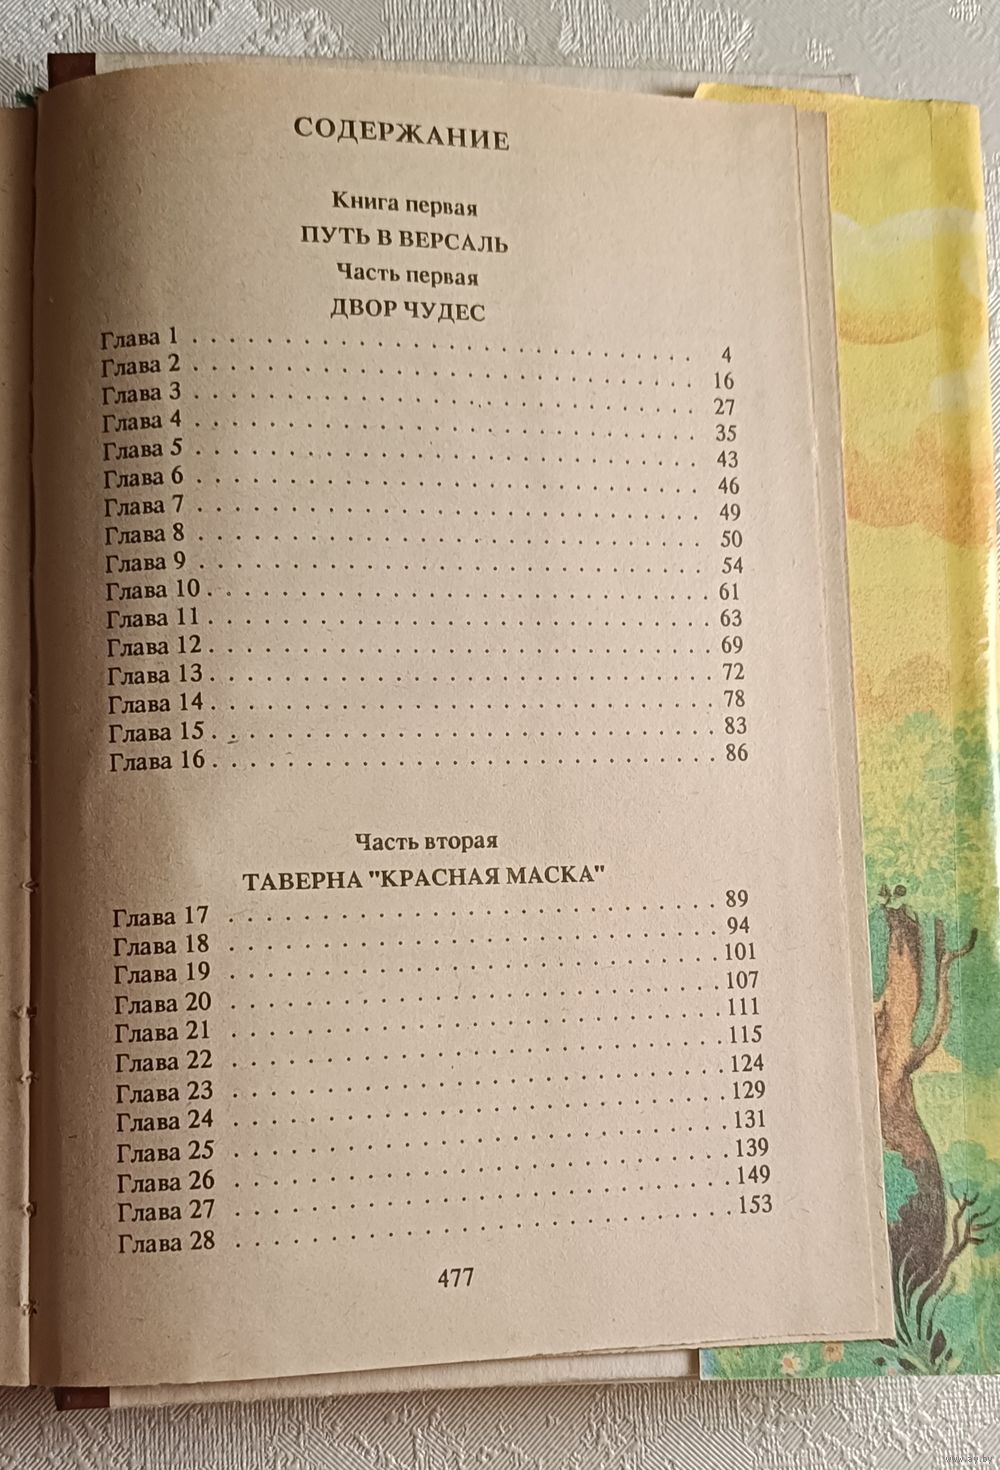 СОДЕРЖАНИЕ
Книга первая
ПУТЬ В ВЕРСАЛЬ
Часть первая
ДВОР ЧУДЕС
Глава 1 . . . . . . . . . . . . . . . . . . . . . . . . . . . . 4
Глава 2 . . . . . . . . . . . . . . . . . . . . . . . . . . . . 16
Глава 3 . . . . . . . . . . . . . . . . . . . . . . . . . . . . 27
Глава 4 . . . . . . . . . . . . . . . . . . . . . . . . . . . . 35
Глава 5 . . . . . . . . . . . . . . . . . . . . . . . . . . . . 43
Глава 6 . . . . . . . . . . . . . . . . . . . . . . . . . . . . 46
Глава 7 . . . . . . . . . . . . . . . . . . . . . . . . . . . . 49
Глава 8 . . . . . . . . . . . . . . . . . . . . . . . . . . . . 50
Глава 9 . . . . . . . . . . . . . . . . . . . . . . . . . . . . 54
Глава 10 . . . . . . . . . . . . . . . . . . . . . . . . . . . . 61
Глава 11 . . . . . . . . . . . . . . . . . . . . . . . . . . . . 63
Глава 12 . . . . . . . . . . . . . . . . . . . . . . . . . . . . 69
Глава 13 . . . . . . . . . . . . . . . . . . . . . . . . . . . . 72
Глава 14 . . . . . . . . . . . . . . . . . . . . . . . . . . . . 78
Глава 15 . . . . . . . . . . . . . . . . . . . . . . . . . . . . 83
Глава 16 . . . . . . . . . . . . . . . . . . . . . . . . . . . . 86
Часть вторая
ТАВЕРНА "КРАСНАЯ МАСКА"
Глава 17 . . . . . . . . . . . . . . . . . . . . . . . . . . . 89
Глава 18 . . . . . . . . . . . . . . . . . . . . . . . . . . . 94
Глава 19 . . . . . . . . . . . . . . . . . . . . . . . . . . . 101
Глава 20 . . . . . . . . . . . . . . . . . . . . . . . . . . . 107
Глава 21 . . . . . . . . . . . . . . . . . . . . . . . . . . . 111
Глава 22 . . . . . . . . . . . . . . . . . . . . . . . . . . . 115
Глава 23 . . . . . . . . . . . . . . . . . . . . . . . . . . . 124
Глава 24 . . . . . . . . . . . . . . . . . . . . . . . . . . . 129
Глава 25 . . . . . . . . . . . . . . . . . . . . . . . . . . . 131
Глава 26 . . . . . . . . . . . . . . . . . . . . . . . . . . . 139
Глава 27 . . . . . . . . . . . . . . . . . . . . . . . . . . . 149
Глава 28 . . . . . . . . . . . . . . . . . . . . . . . . . . . 153
477
www.ay.by